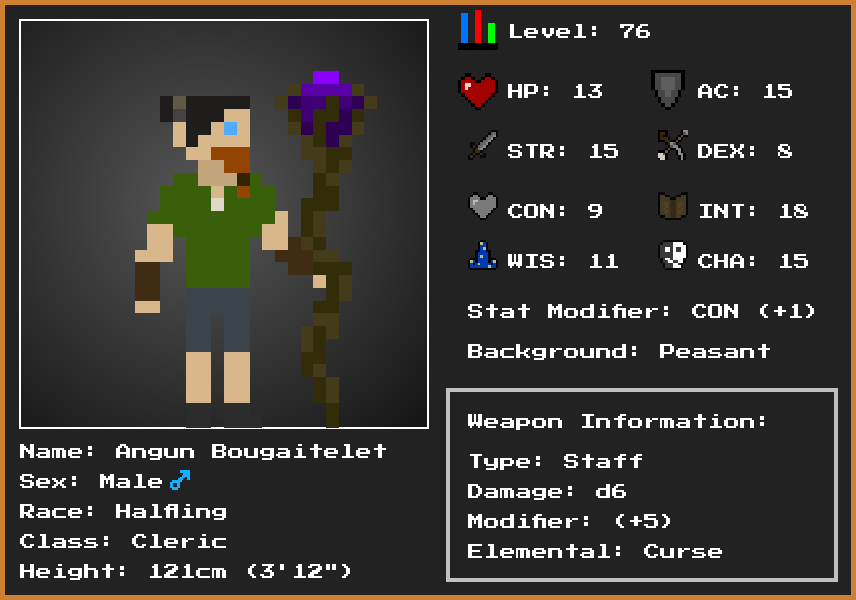 Level: 76
HP: 13
AC: 15
STR: 15
DEX: 8
CON: 9
INT: 18
WIS: 11
CHA: 15
Stat Modifier: CON (+1)
Background: Peasant
Weapon Information:
Type: Staff
Damage: d6
Modifier: (+5)
Elemental: Curse
Name: Angun Bougaitelet
Sex: Male♂
Race: Halfling
Class: Cleric
Height: 121cm (3'12")